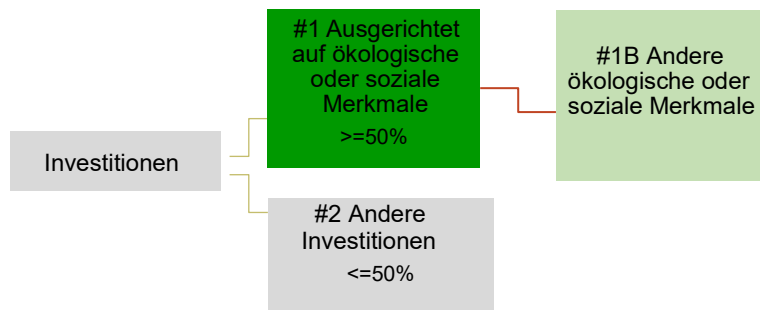 Investitionen
#1 Ausgerichtet
auf ökologische
oder soziale
Merkmale
>=50%
#1B Andere
ökologische oder
soziale Merkmale
#2 Andere
Investitionen
<=50%